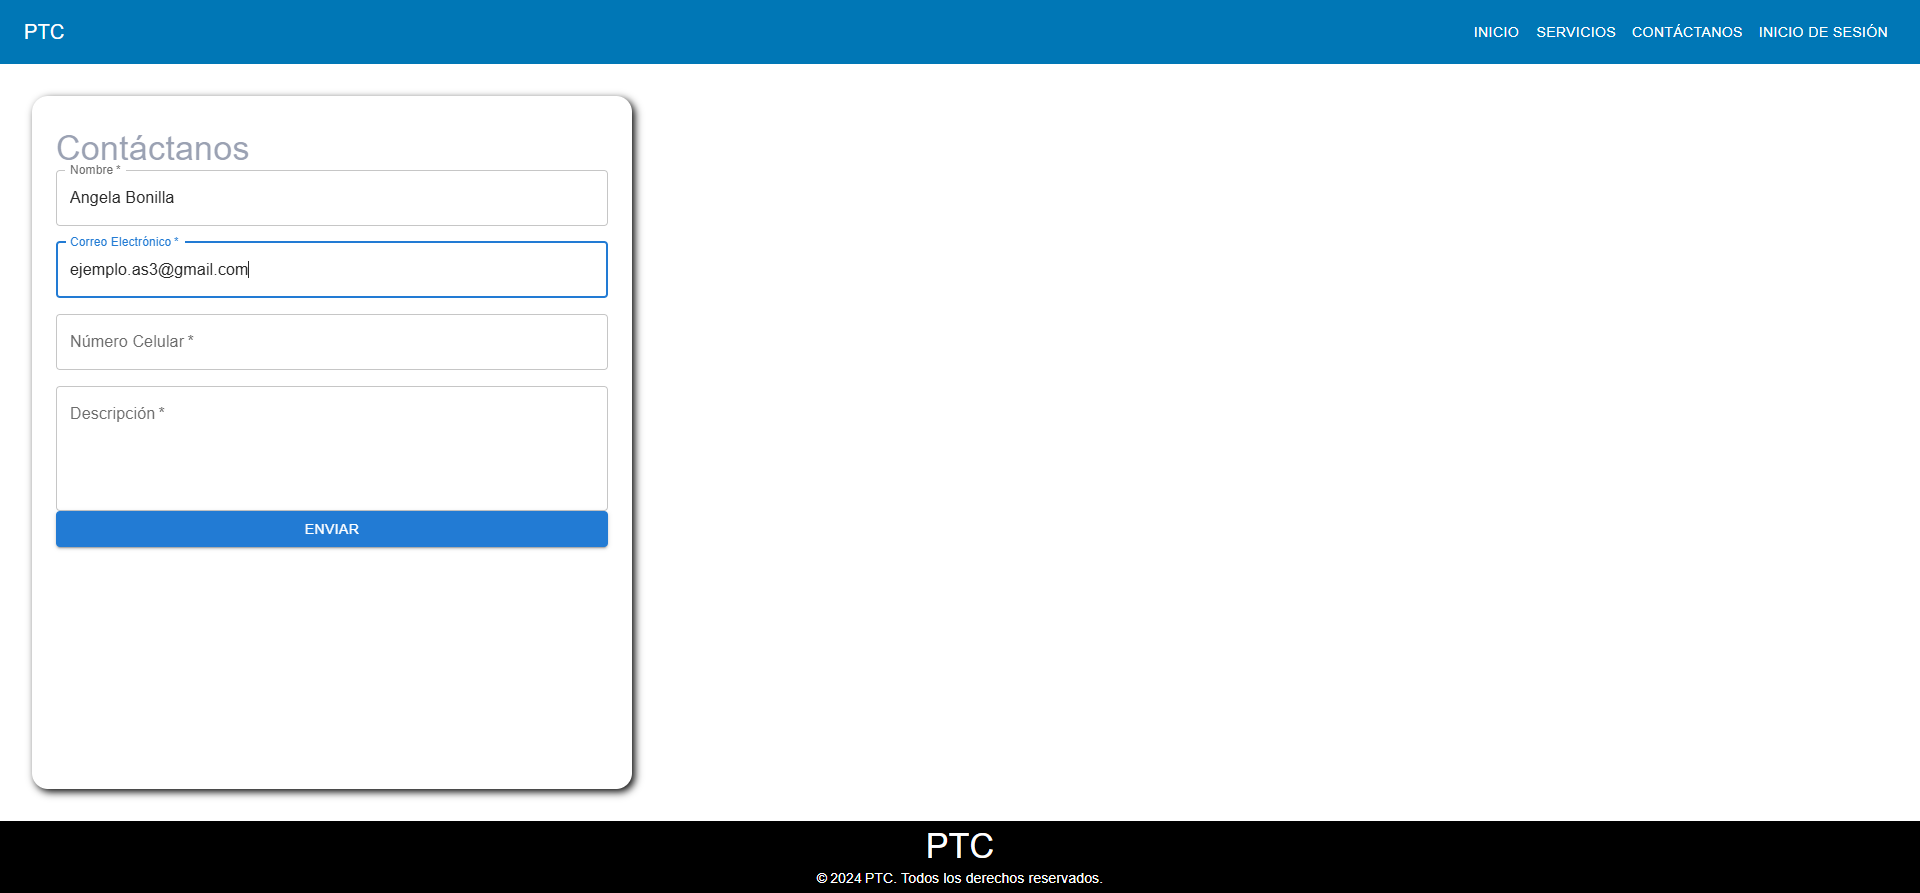 PTC
INICIO SERVICIOS CONTÁCTANOS INICIO DE SESIÓN
Contáctanos
Nombre *
Angela Bonilla
Correo Electrónico *
ejemplo.as3@gmail.com
Número Celular *
Descripción *
ENVIAR
PTC
© 2024 PTC. Todos los derechos reservados.